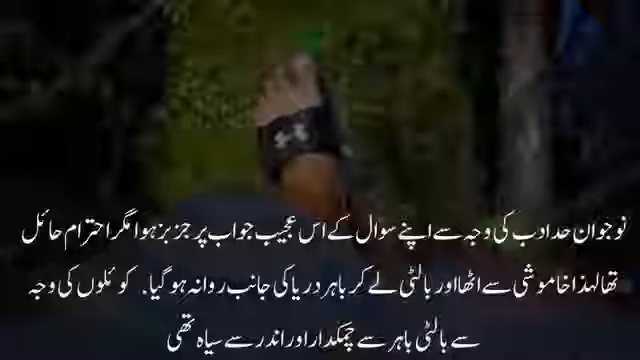 نوجوان حد ادب کی وجہ سے اپنے سوال کے اس عجیب جواب پر جز بز ہوا مگر احترام حائل
تھا لہذا خاموشی سے اٹھا اور بالٹی لے کر باہر دریا کی جانب روانہ ہو گیا. کوئلوں کی وجہ
سے بالٹی باہر سے چمکدار اور اندر سے سیاہ تھی